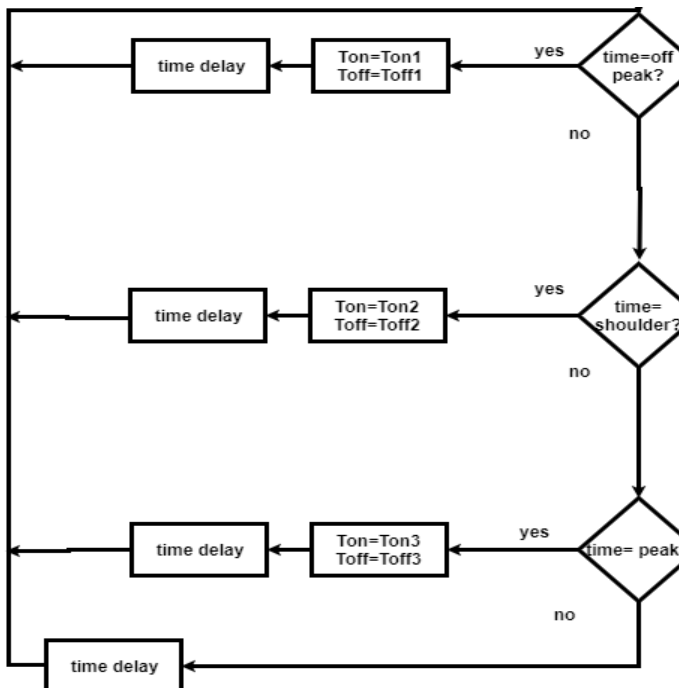 time delay
Ton=Ton1
Toff=Toff1
yes
time=off
peak?
no
time delay
Ton=Ton2
Toff=Toff2
yes
time=
shoulder?
no
time delay
Ton=Ton3
Toff=Toff3
yes
time= peak
no
time delay